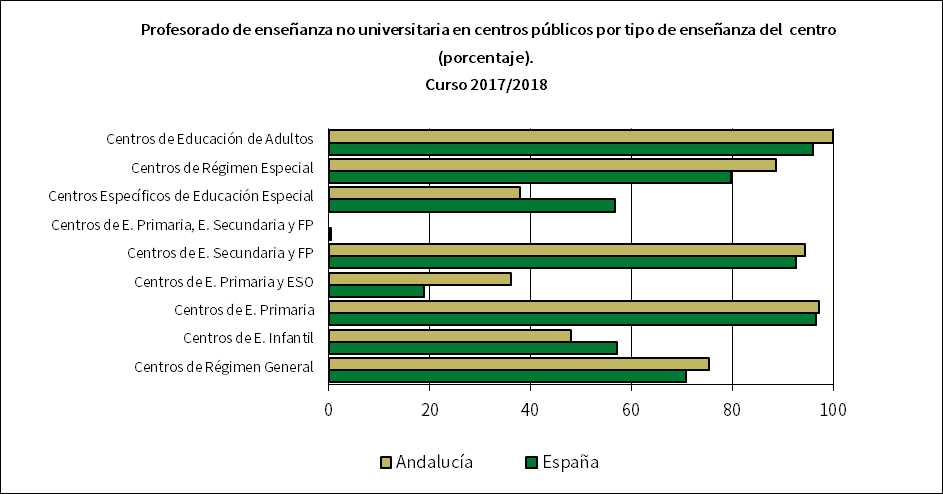 Profesorado de enseñanza no universitaria en centros públicos por tipo de enseñanza del centro
(porcentaje).
Curso 2017/2018
Centros de Educación de Adultos
Centros de Régimen Especial
Centros Específicos de Educación Especial
Centros de E. Primaria, E. Secundaria y FP
Centros de E. Secundaria y FP
Centros de E. Primaria y ESO
Centros de E. Primaria
Centros de E. Infantil
Centros de Régimen General
0 20 40 60 80 100
Andalucía España